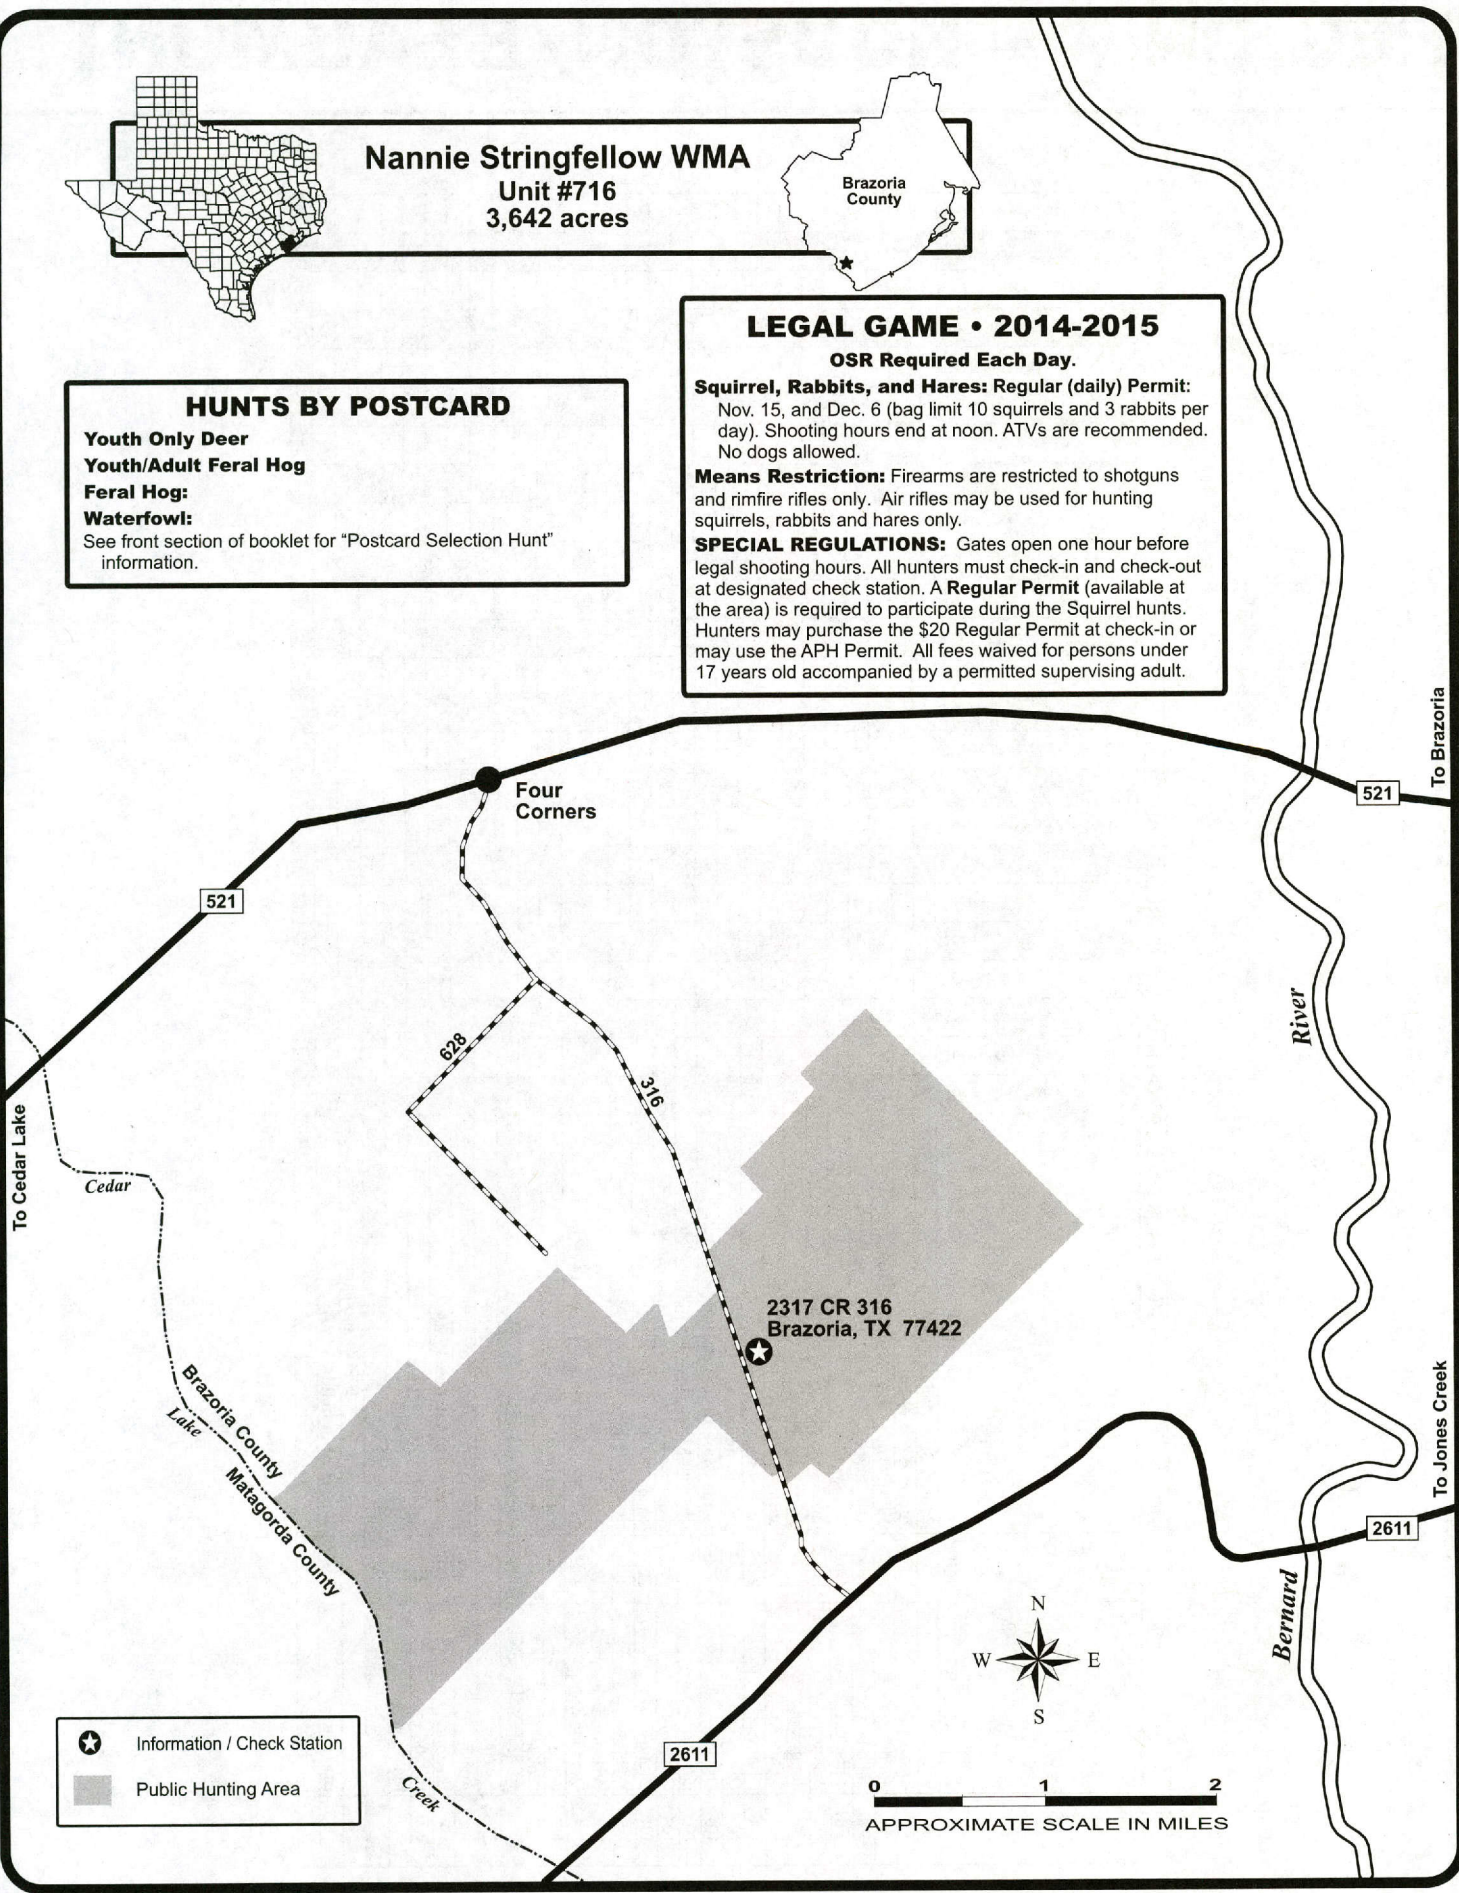 Nannie Stringfellow WMA
Unit #716
3,642 acres
Brazoria
County
HUNTS BY POSTCARD
Youth Only Deer
Youth/Adult Feral Hog
Feral Hog:
Waterfowl:
See front section of booklet for “Postcard Selection Hunt”
information.
LEGAL GAME • 2014-2015
OSR Required Each Day.
Squirrel, Rabbits, and Hares: Regular (daily) Permit:
Nov. 15, and Dec. 6 (bag limit 10 squirrels and 3 rabbits per
day). Shooting hours end at noon. ATVs are recommended.
No dogs allowed.
Means Restriction: Firearms are restricted to shotguns
and rimfire rifles only. Air rifles may be used for hunting
squirrels, rabbits and hares only.
SPECIAL REGULATIONS: Gates open one hour before
legal shooting hours. All hunters must check-in and check-out
at designated check station. A Regular Permit (available at
the area) is required to participate during the Squirrel hunts.
Hunters may purchase the $20 Regular Permit at check-in or
may use the APH Permit. All fees waived for persons under
17 years old accompanied by a permitted supervising adult.
To Brazoria
521
Four
Corners
521
River
628
316
To Cedar Lake
Cedar
2317 CR 316
Brazoria, TX 77422
Brazoria County
Lake
Matagorda County
To Jones Creek
2611
Bernard
N
W
E
S
Information / Check Station
Public Hunting Area
Creek
2611
0 1 2
APPROXIMATE SCALE IN MILES